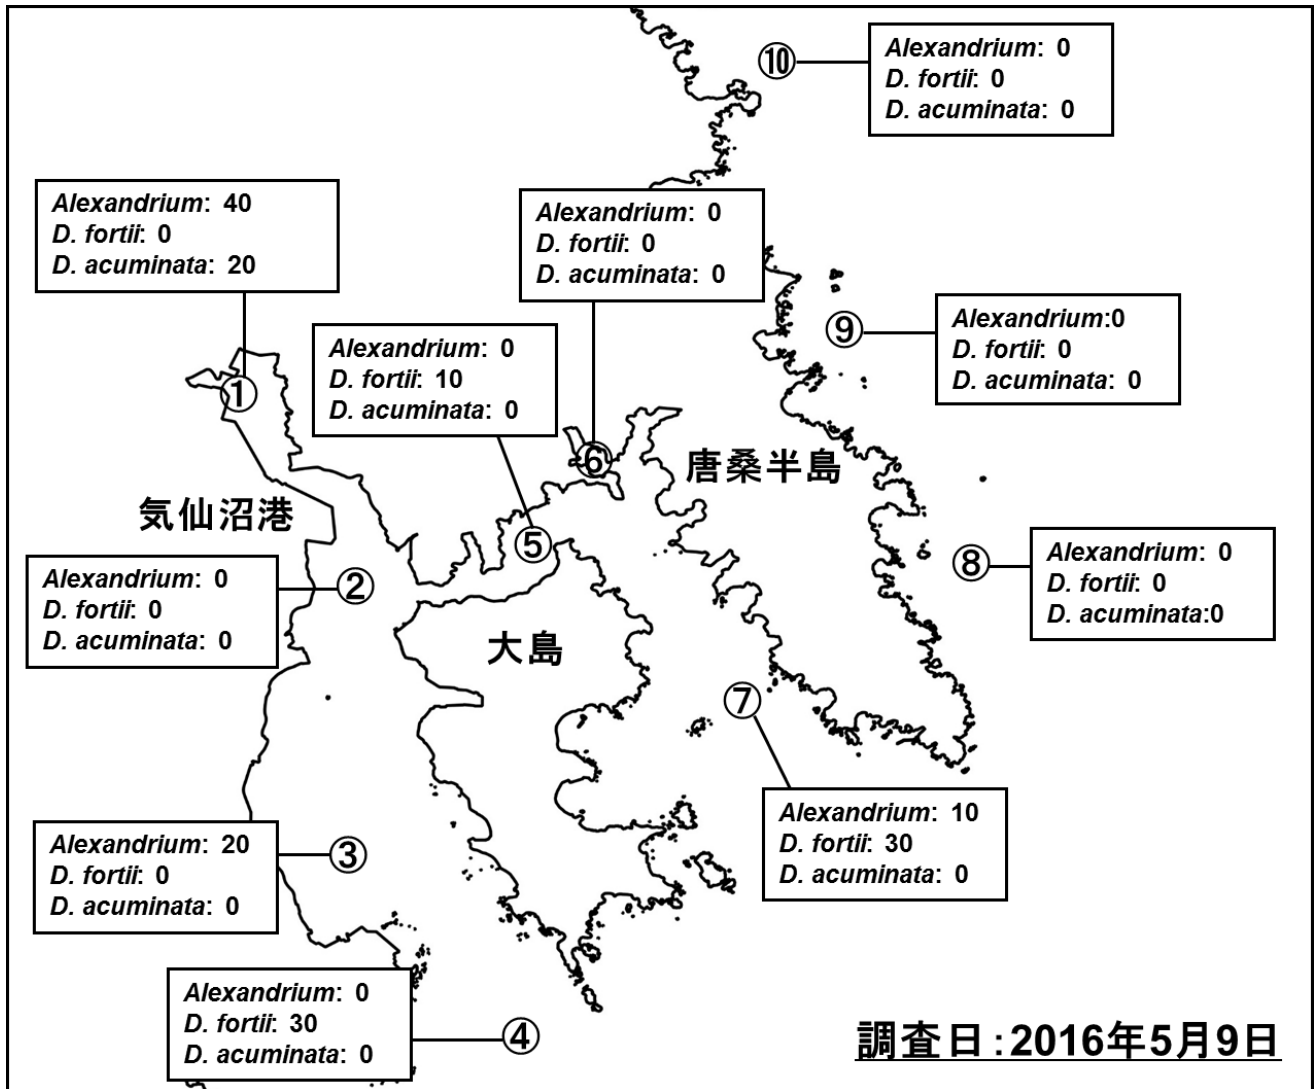 ⑩
Alexandrium: 0
D. fortii: 0
D. acuminata: 0
Alexandrium: 40
D. fortii: 0
D. acuminata: 20
①
Alexandrium: 0
D. fortii: 0
D. acuminata: 0
⑥
⑨
Alexandrium:0
D. fortii: 0
D. acuminata: 0
Alexandrium: 0
D. fortii: 10
D. acuminata: 0
⑤
唐桑半島
気仙沼港
Alexandrium: 0
D. fortii: 0
D. acuminata: 0
②
⑧
Alexandrium: 0
D. fortii: 0
D. acuminata:0
大島
⑦
Alexandrium: 10
D. fortii: 30
D. acuminata: 0
Alexandrium: 20
D. fortii: 0
D. acuminata: 0
③
Alexandrium: 0
D. fortii: 30
D. acuminata: 0
④
調査日:2016年5月9日